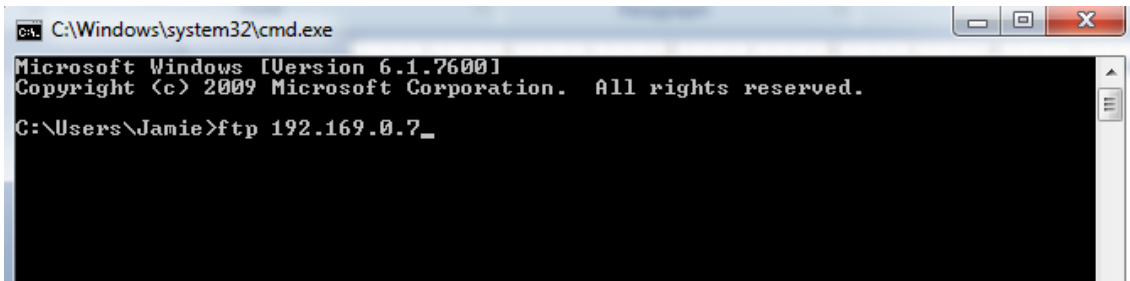 C:\Windows\system32\cmd.exe
Microsoft Windows [Version 6.1.7600]
Copyright (c) 2009 Microsoft Corporation.  All rights reserved.
C:\Users\Jamie>ftp 192.169.0.7_